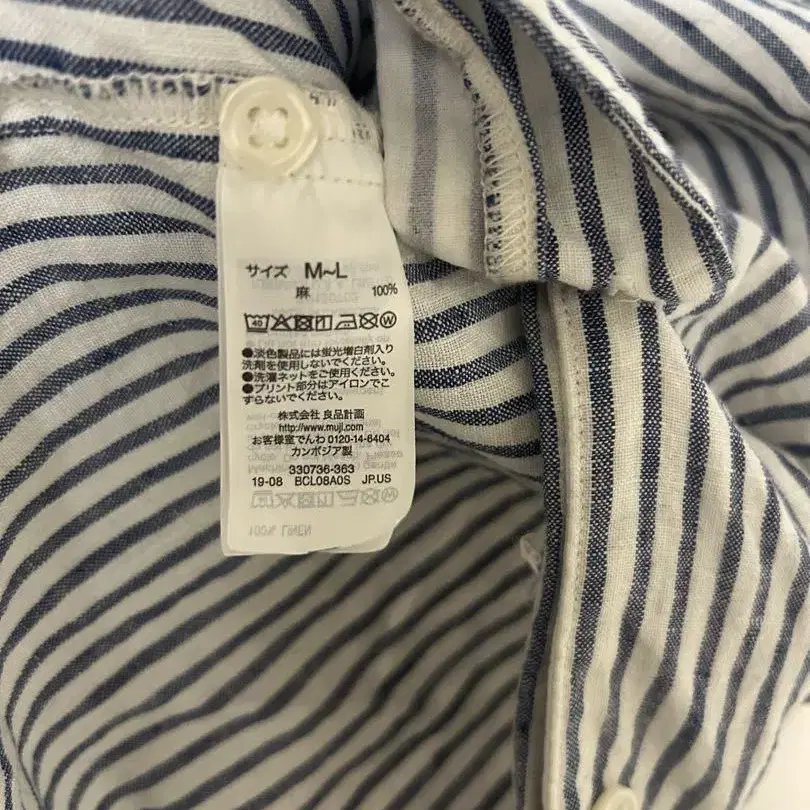 サイズ M~L
麻 100%
40
●淡色製品には蛍光増白剤入り
洗剤を使用しないでください。
●洗濯ネットをご使用ください。
●プリント部分はアイロンでこ
すらないでください。
株式会社 良品計画
http://www.muji.com
お客様室でんわ 0120-14-6404
カンボジア製
330736-363
19-08 BCL08A0S JP.US
100% LINEN